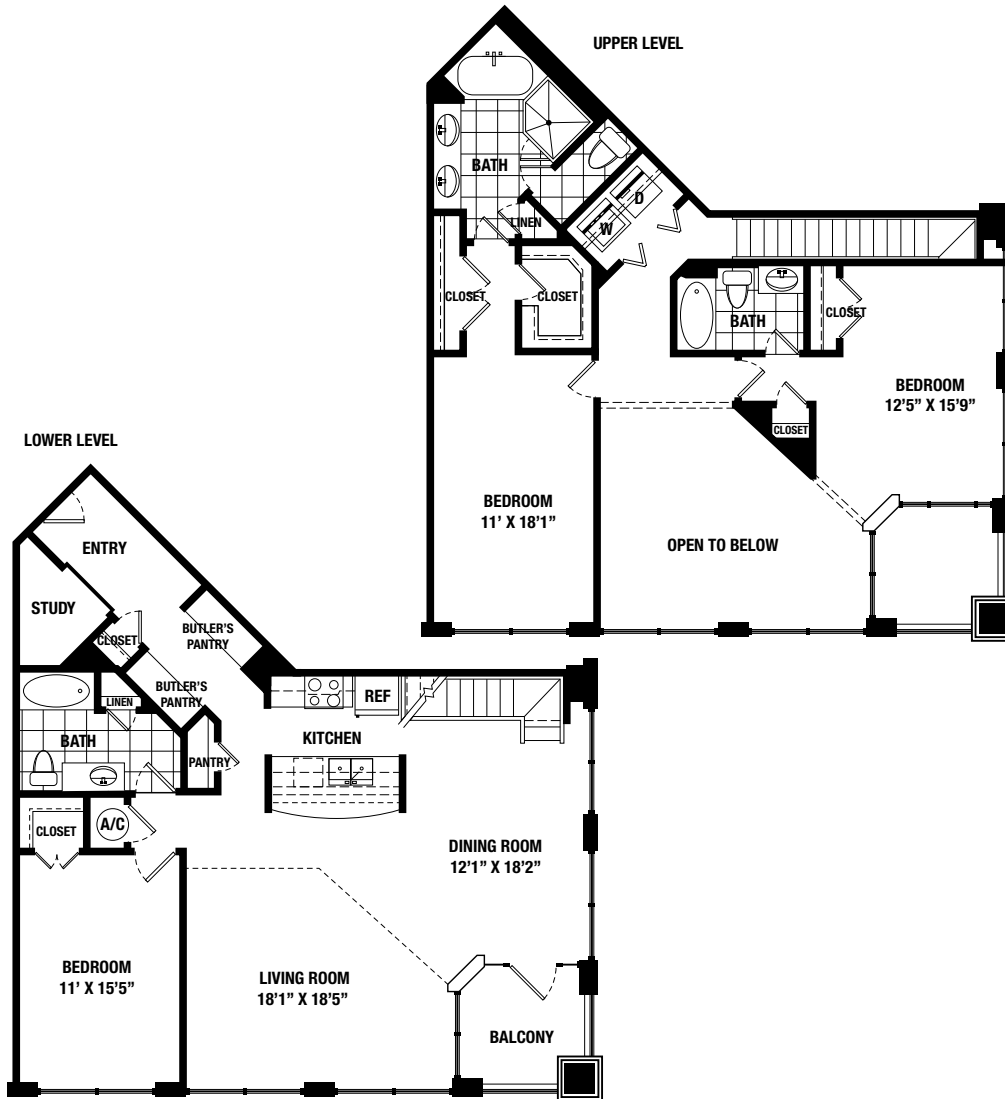 UPPER LEVEL
BATH
LINEN
D
W
CLOSET
CLOSET
BATH
CLOSET
BEDROOM
12'5” X 15'9”
CLOSET
BEDROOM
11' X 18'1”
OPEN TO BELOW
LOWER LEVEL
ENTRY
STUDY
CLOSET
BUTLER'S
PANTRY
BUTLER'S
PANTRY
LINEN
BATH
PANTRY
REF
KITCHEN
CLOSET
A/C
DINING ROOM
12'1” X 18'2”
BEDROOM
11' X 15'5”
LIVING ROOM
18'1” X 18'5”
BALCONY